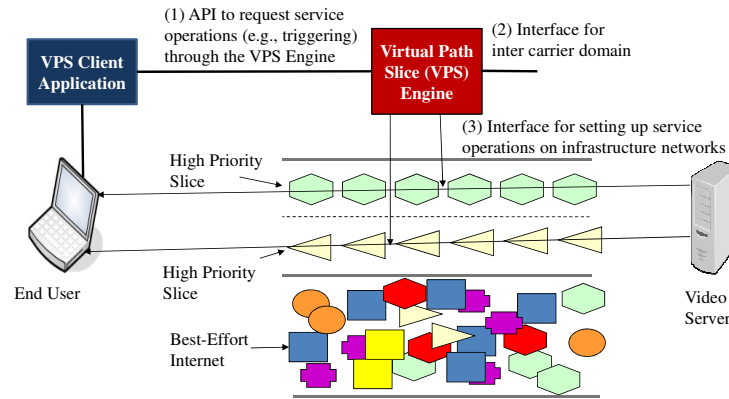 (1) API to request service
operations (e.g., triggering)
through the VPS Engine
VPS Client
Application
Virtual Path
Slice (VPS)
Engine
(2) Interface for
inter carrier domain
(3) Interface for setting up service
operations on infrastructure networks
High Priority
Slice
High Priority
Slice
End User
Video
Server
Best-Effort
Internet